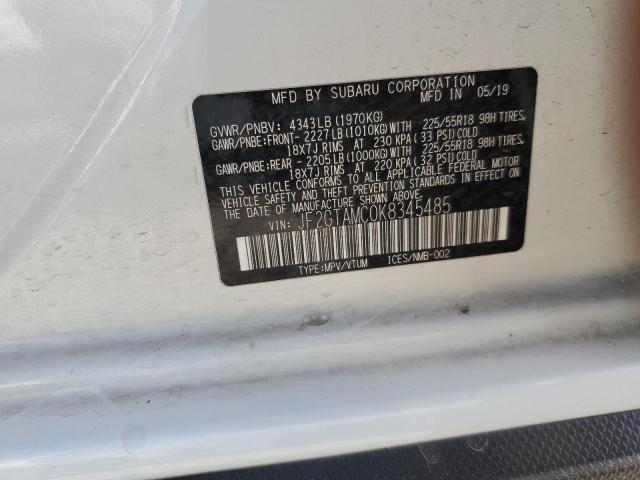 MFD BY SUBARU CORPORATION
MFD IN 05/19
GVWR/PNBV: 4343LB(1970KG)
GAWR/PNBE:FRONT- 2227LB(1010KG)WITH 225/55R18 98H TIRES,
18X7J RIMS AT 230 KPA(33 PSI)COLD
GAWR/PNBE:REAR - 2205LB(1000KG)WITH 225/55R18 98H TIRES,
18X7J RIMS AT 220 KPA(32 PSI)COLD
THIS VEHICLE CONFORMS TO ALL APPLICABLE FEDERAL MOTOR
VEHICLE SAFETY AND THEFT PREVENTION STANDARDS IN EFFECT
ON THE DATE OF MANUFACTURE SHOWN ABOVE.
VIN: JF2GTAMC0K8345485
TYPE:MPV/VTUM ICES/NMB-002